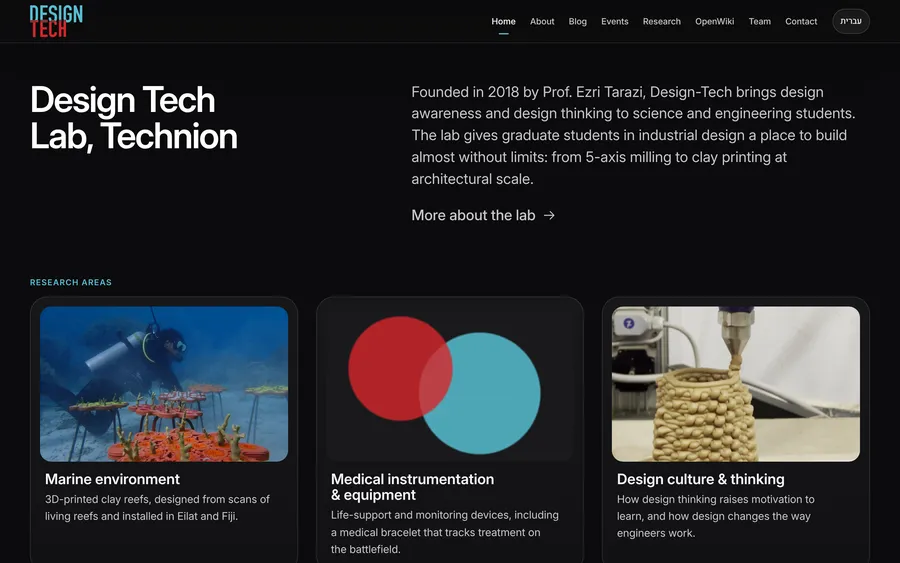 DESIGN
TECH
Home About Blog Events Research OpenWiki Team Contact עברית
Design Tech
Lab, Technion
Founded in 2018 by Prof. Ezri Tarazi, Design-Tech brings design
awareness and design thinking to science and engineering students.
The lab gives graduate students in industrial design a place to build
almost without limits: from 5-axis milling to clay printing at
architectural scale.
More about the lab →
RESEARCH AREAS
Marine environment
3D-printed clay reefs, designed from scans of
living reefs and installed in Eilat and Fiji.
Medical instrumentation
& equipment
Life-support and monitoring devices, including
a medical bracelet that tracks treatment on
the battlefield.
Design culture & thinking
How design thinking raises motivation to
learn, and how design changes the way
engineers work.